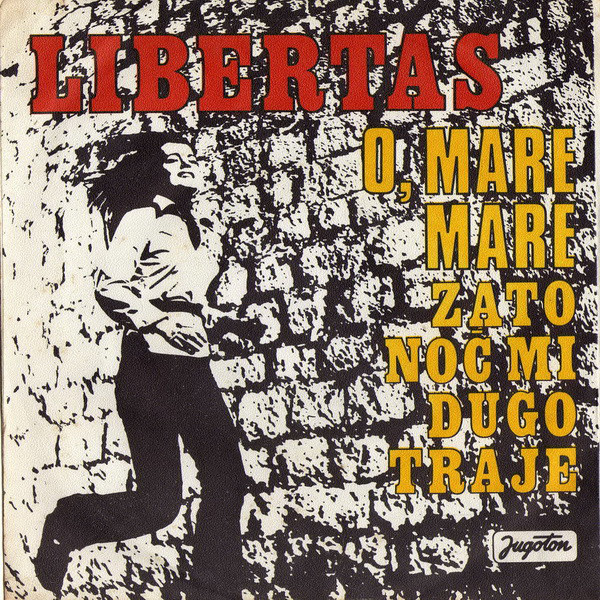 LIBERTAS
O, MARE
MARE
ZATO
NOĆ MI
DUGO
TRAJE
Jugoton